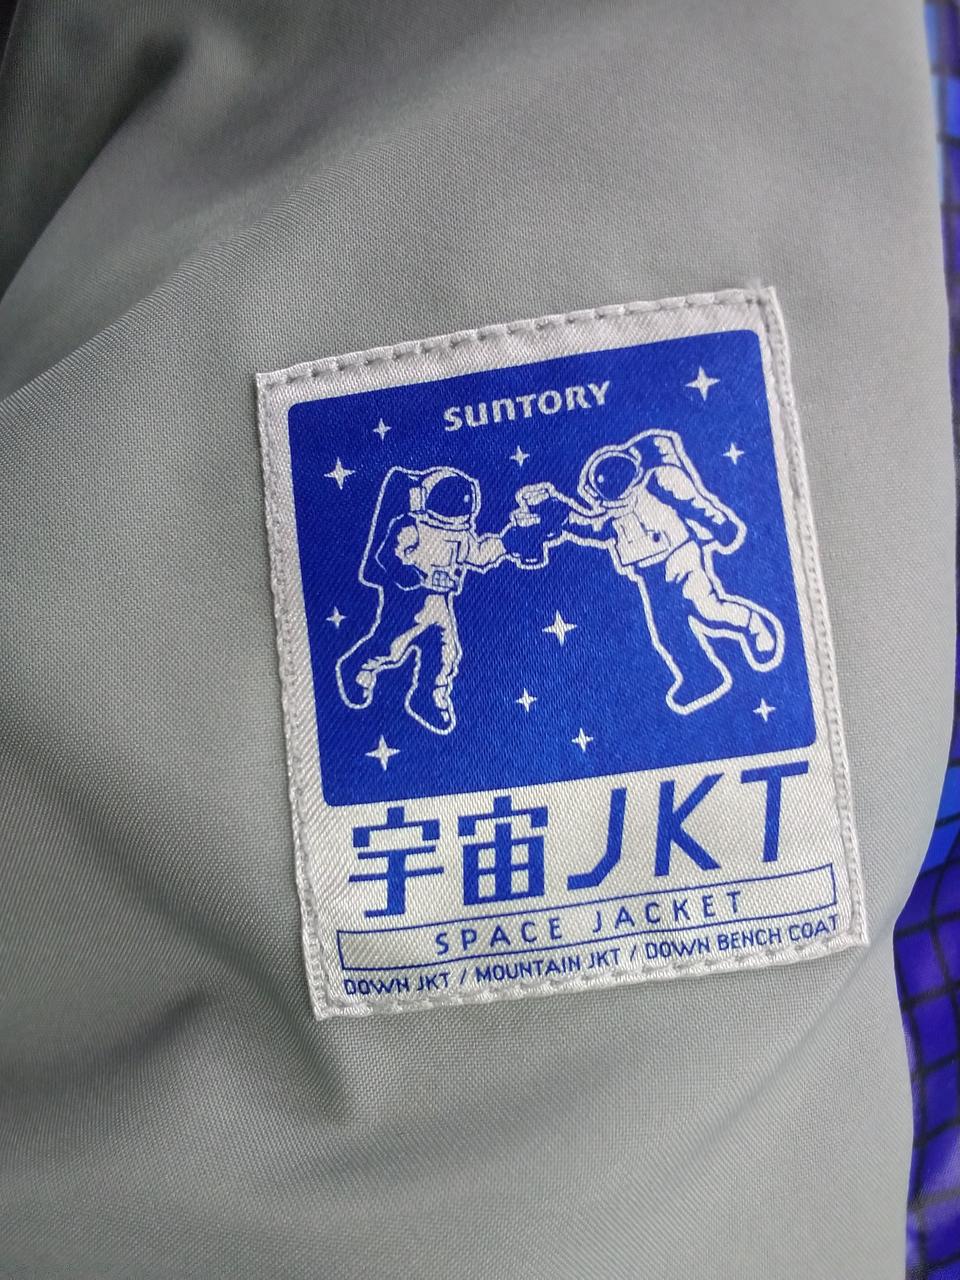 SUNTORY
宇宙JKT
SPACE JACKET
DOWN JKT / MOUNTAIN JKT / DOWN BENCH COAT